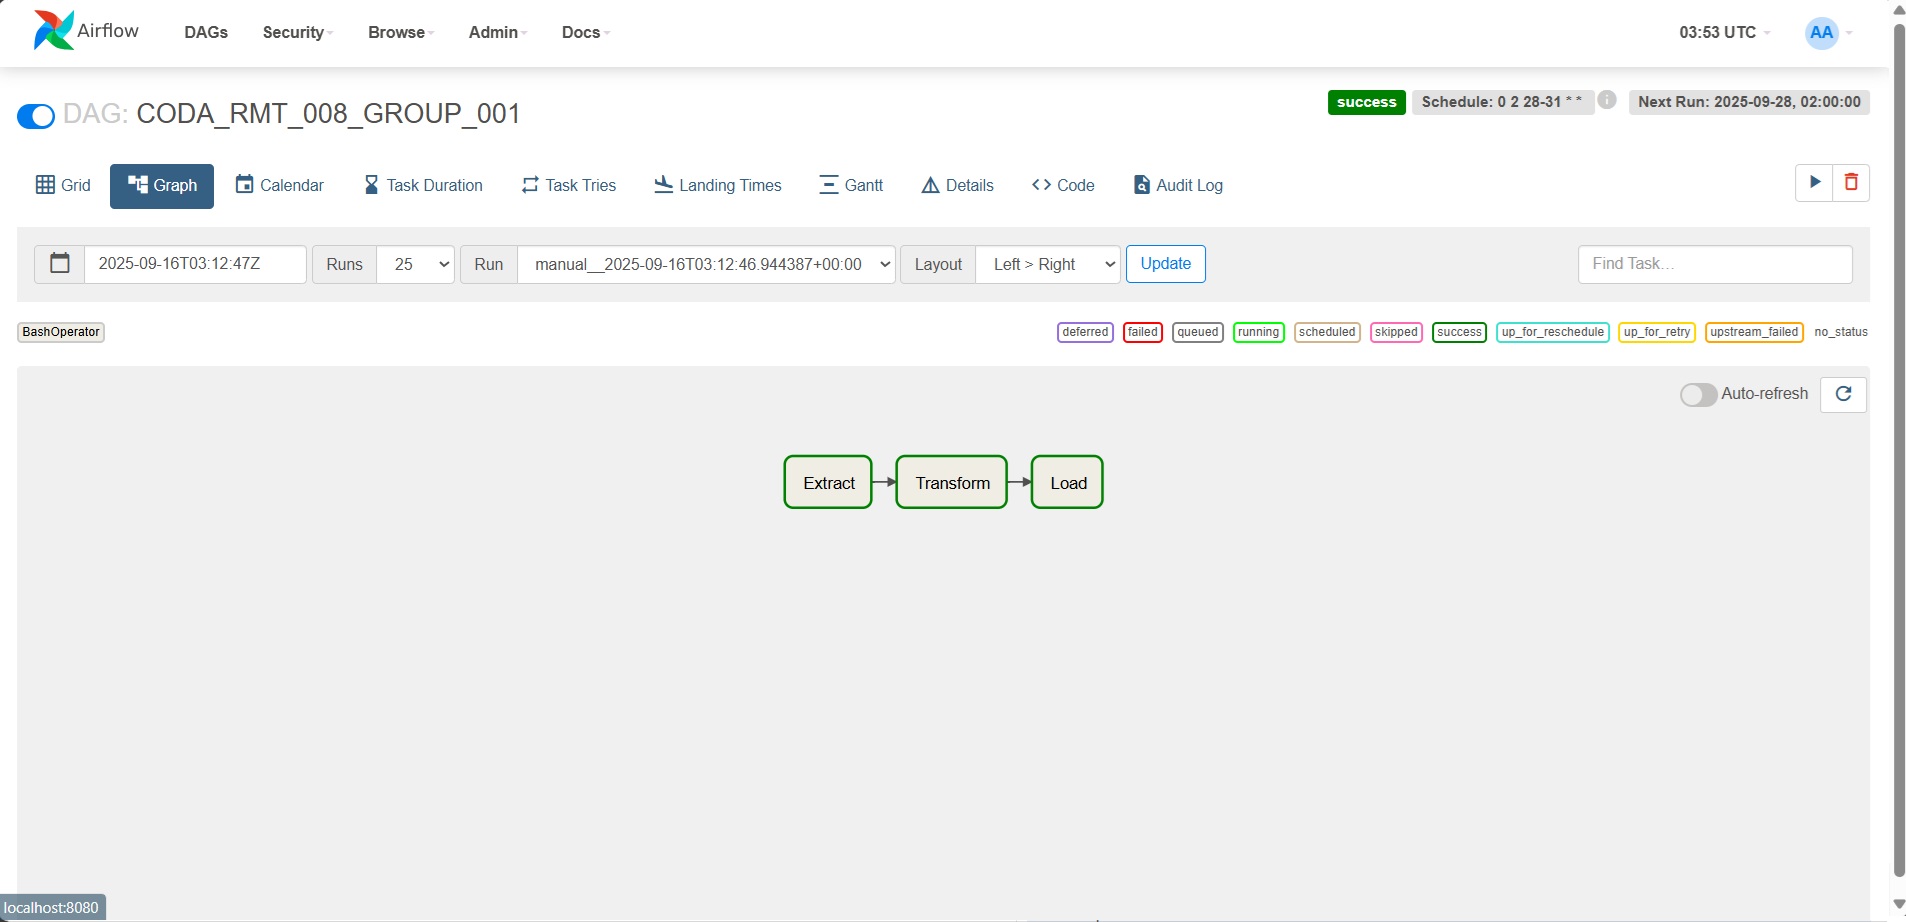 Airflow DAGs Security Browse Admin Docs 03:53 UTC AA
DAG: CODA_RMT_008_GROUP_001 success Schedule: 0 2 28-31 * * i Next Run: 2025-09-28, 02:00:00
Grid Graph Calendar Task Duration Task Tries Landing Times Gantt Details Code Audit Log
2025-09-16T03:12:47Z Runs 25 Run manual__2025-09-16T03:12:46.944387+00:00 Layout Left > Right Update Find Task...
BashOperator deferred failed queued running scheduled skipped success up_for_reschedule up_for_retry upstream_failed no_status
Auto-refresh
Extract Transform Load
localhost:8080